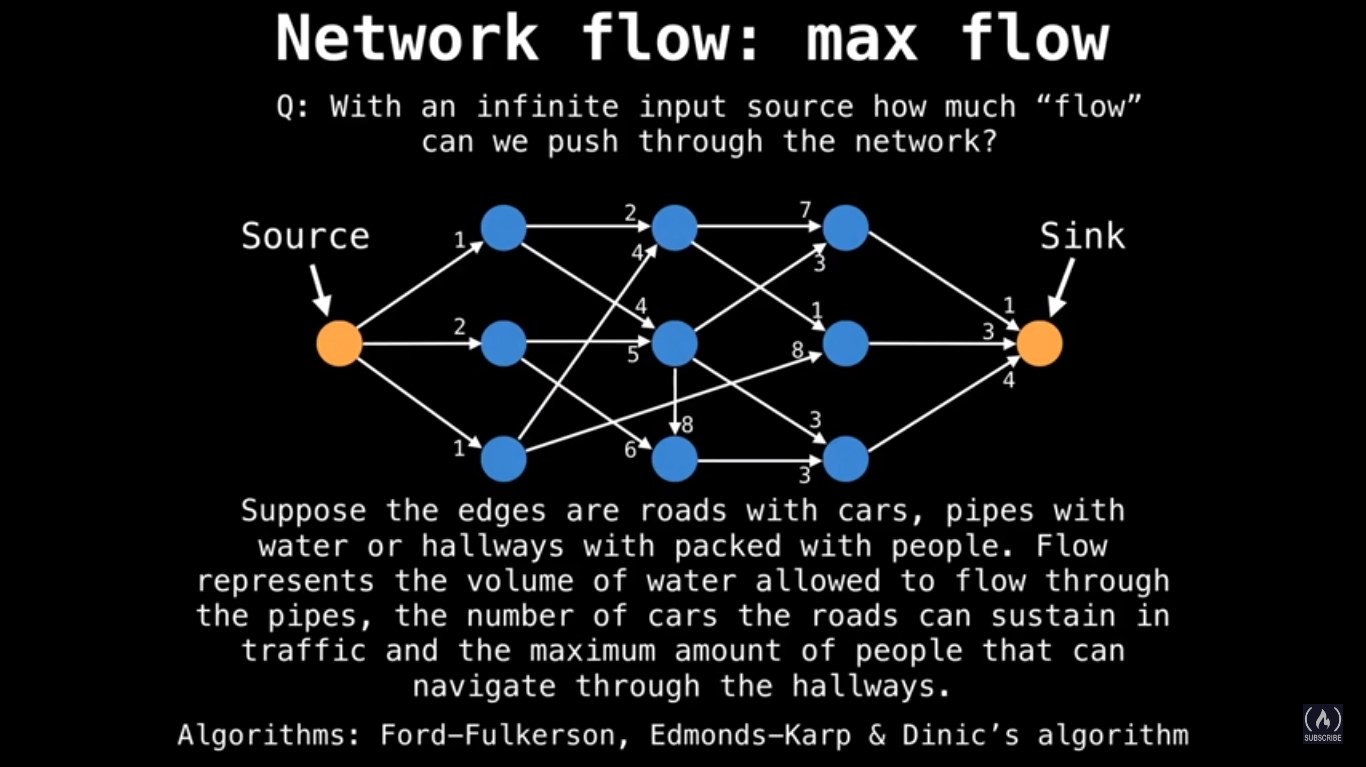 Network flow: max flow
Q: With an infinite input source how much “flow”
can we push through the network?
Source
Sink
2
7
1
4
3
4
1
1
2
3
5
8
4
3
8
1
6
3
Suppose the edges are roads with cars, pipes with
water or hallways with packed with people. Flow
represents the volume of water allowed to flow through
the pipes, the number of cars the roads can sustain in
traffic and the maximum amount of people that can
navigate through the hallways.
Algorithms: Ford–Fulkerson, Edmonds–Karp & Dinic’s algorithm
SUBSCRIBE